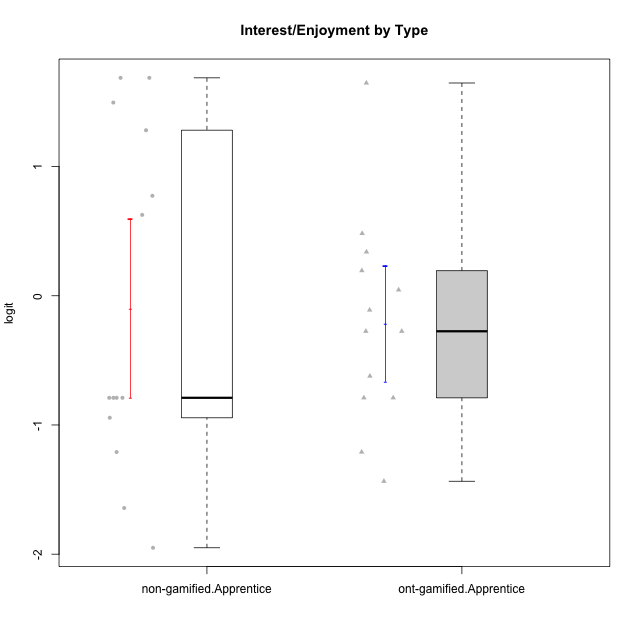 Interest/Enjoyment by Type
logit
1
0
-1
-2
non-gamified.Apprentice
ont-gamified.Apprentice